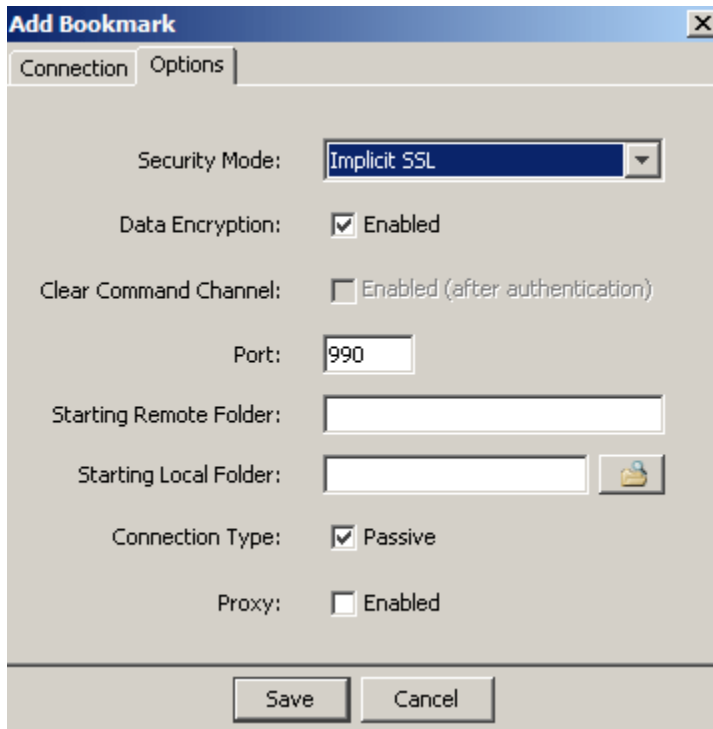 Add Bookmark
Connection Options
Security Mode: Implicit SSL
Data Encryption: Enabled
Clear Command Channel: Enabled (after authentication)
Port: 990
Starting Remote Folder:
Starting Local Folder:
Connection Type: Passive
Proxy: Enabled
Save Cancel